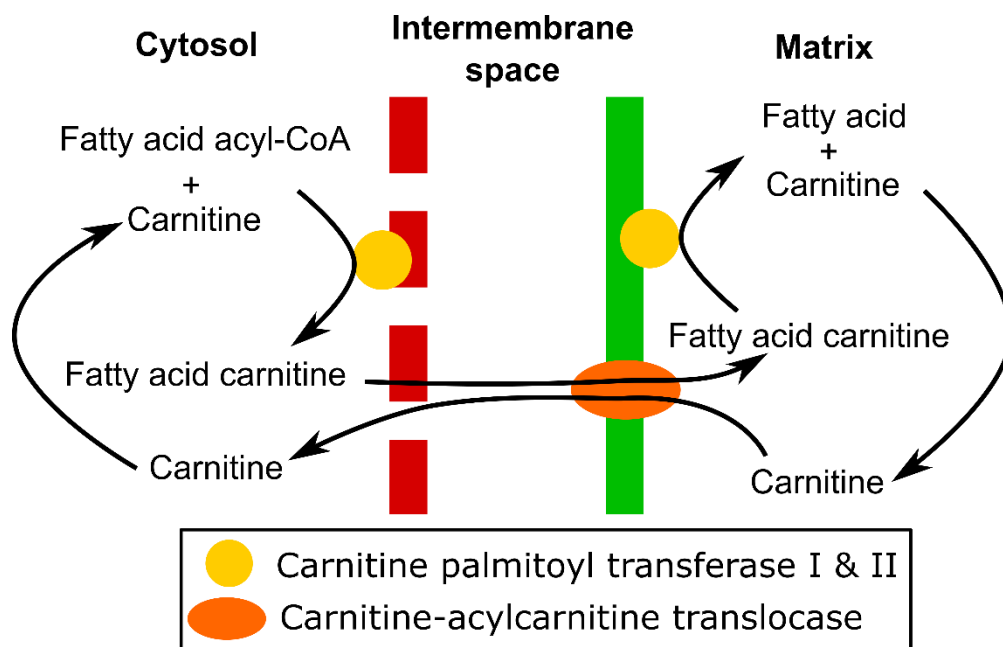 Cytosol
Intermembrane
space
Matrix
Fatty acid acyl-CoA
+
Carnitine
Fatty acid
+
Carnitine
Fatty acid carnitine
Fatty acid carnitine
Carnitine
Carnitine
Carnitine palmitoyl transferase I & II
Carnitine-acylcarnitine translocase